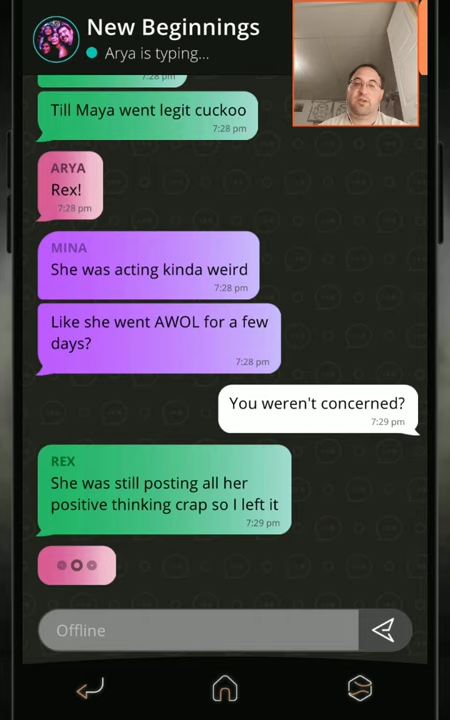 New Beginnings
Arya is typing...
7:28 pm
Till Maya went legit cuckoo
7:28 pm
ARYA
Rex!
7:28 pm
MINA
She was acting kinda weird
7:28 pm
Like she went AWOL for a few
days?
7:28 pm
You weren't concerned?
7:29 pm
REX
She was still posting all her
positive thinking crap so I left it
7:29 pm
Offline